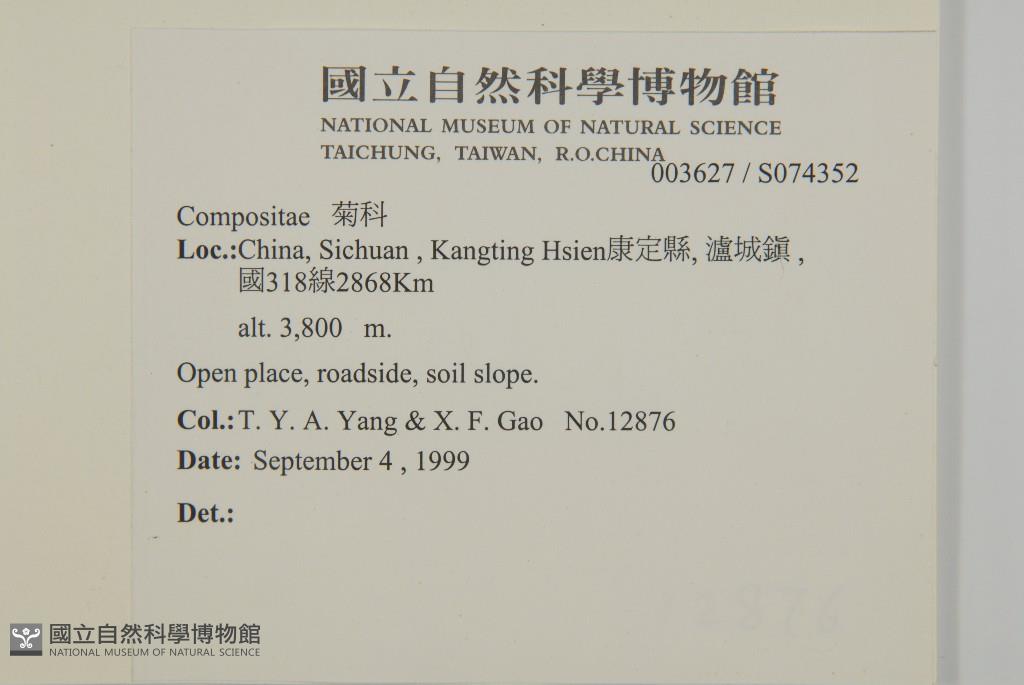 國立自然科學博物館
NATIONAL MUSEUM OF NATURAL SCIENCE
TAICHUNG, TAIWAN, R.O.CHINA
003627 / S074352
Compositae 菊科
Loc.:China, Sichuan , Kangting Hsien康定縣, 瀘城鎮 ,
國318線2868Km
alt. 3,800 m.
Open place, roadside, soil slope.
Col.:T. Y. A. Yang & X. F. Gao No.12876
Date: September 4 , 1999
Det.:
2876
國立自然科學博物館
NATIONAL MUSEUM OF NATURAL SCIENCE